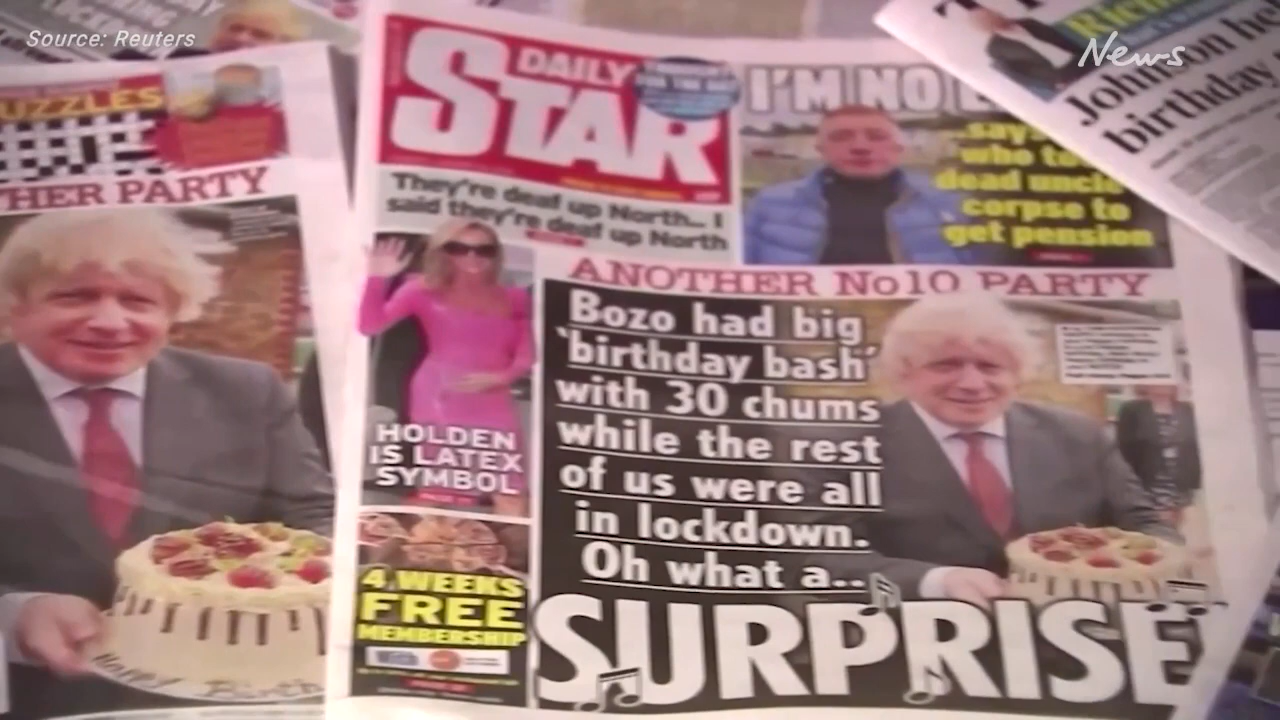 Source: Reuters
News
UZZLES
HER PARTY
DAILY
STAR
They're deaf up North... I
said they're deaf up North
I'M NO
...say
who to
dead uncle
corpse to
get pension
Johnson he
birthday
ANOTHER No10 PARTY
Bozo had big
'birthday bash'
with 30 chums
while the rest
of us were all
in lockdown.
Oh what a...
SURPRISE
HOLDEN
IS LATEX
SYMBOL
4 WEEKS
FREE
MEMBERSHIP